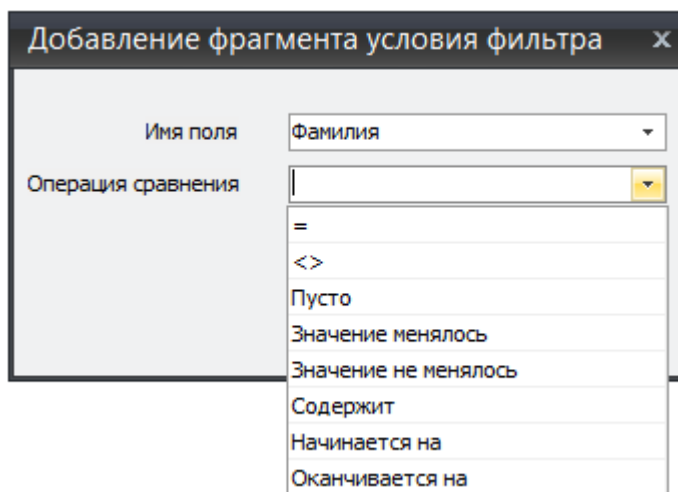 Добавление фрагмента условия фильтра x
Имя поля Фамилия
Операция сравнения
=
<>
Пусто
Значение менялось
Значение не менялось
Содержит
Начинается на
Оканчивается на